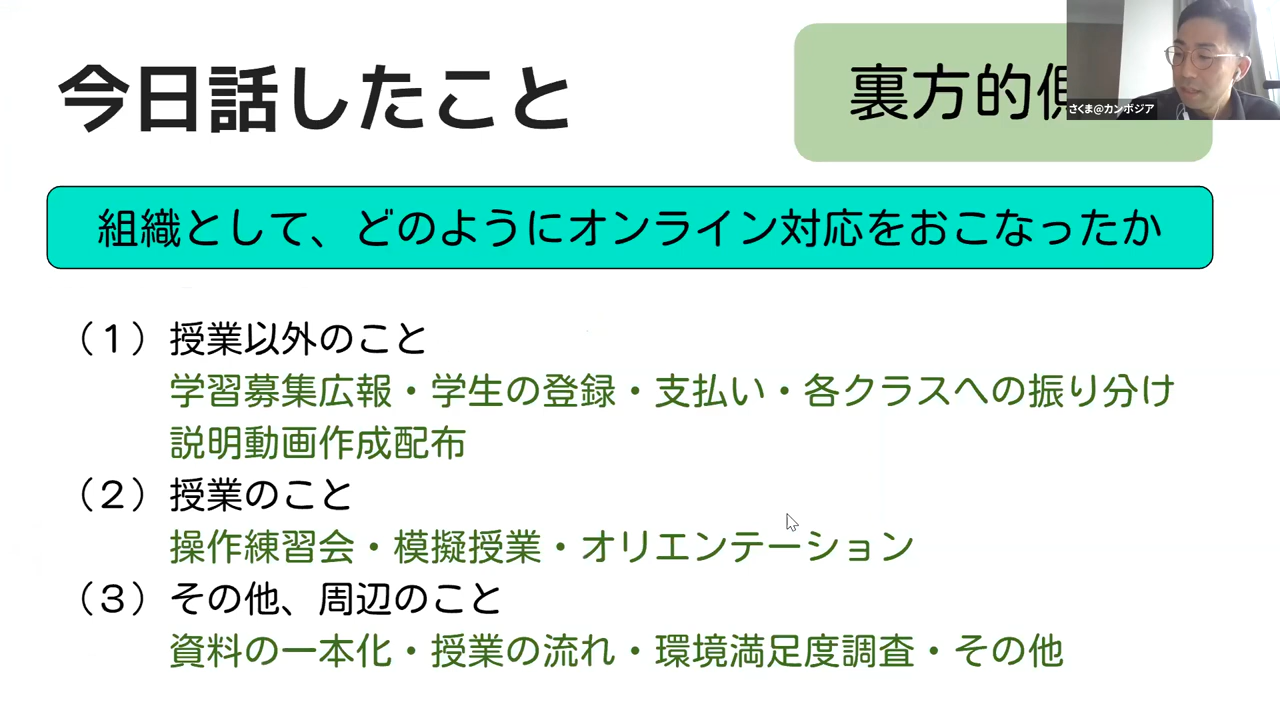 今日話したこと
裏方的
さくま@カンボジア
組織として、どのようにオンライン対応をおこなったか
（１）授業以外のこと
学習募集広報・学生の登録・支払い・各クラスへの振り分け
説明動画作成配布
（２）授業のこと
操作練習会・模擬授業・オリエンテーション
（３）その他、周辺のこと
資料の一本化・授業の流れ・環境満足度調査・その他